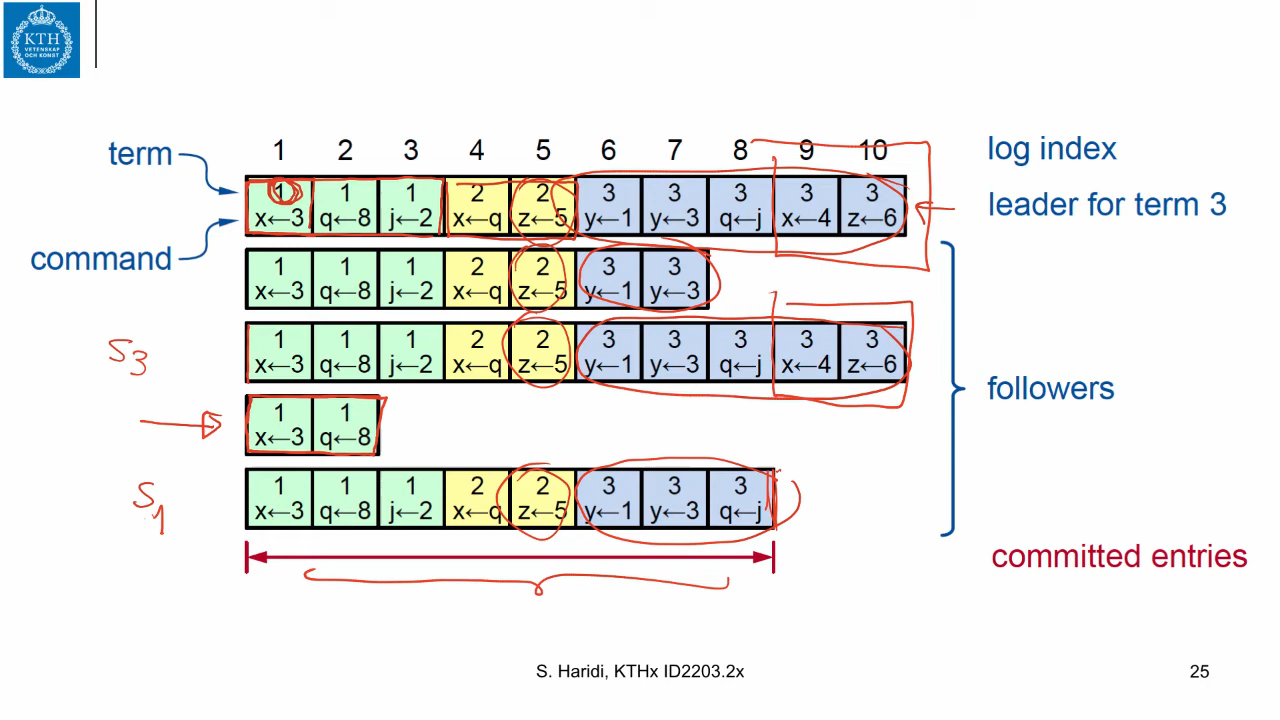 KTH
VETENSKAP
OCH KONST
1 2 3 4 5 6 7 8 9 10
log index
term
1 1 1 2 2 3 3 3 3 3
x←3 q←8 j←2 x←q z←5 y←1 y←3 q←j x←4 z←6
leader for term 3
command
1 1 1 2 2 3 3
x←3 q←8 j←2 x←q z←5 y←1 y←3
S3
1 1 1 2 2 3 3 3 3 3
x←3 q←8 j←2 x←q z←5 y←1 y←3 q←j x←4 z←6
followers
1 1
x←3 q←8
S1
1 1 1 2 2 3 3 3
x←3 q←8 j←2 x←q z←5 y←1 y←3 q←j
committed entries
S. Haridi, KTHx ID2203.2x
25